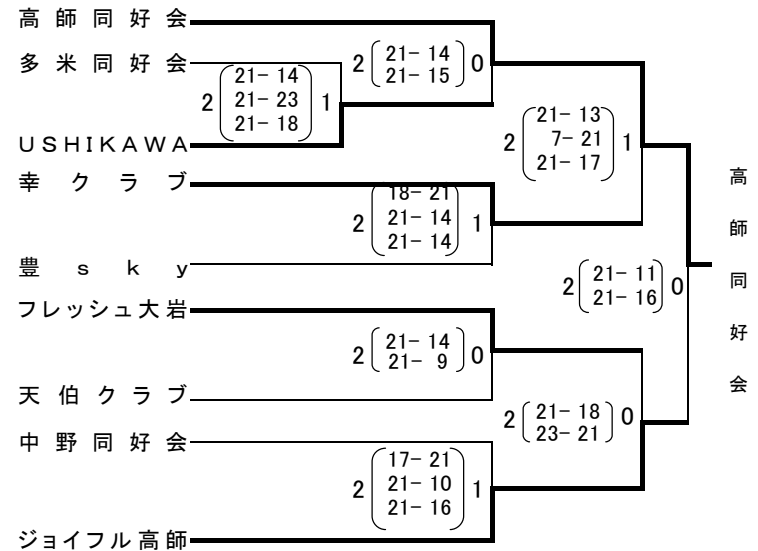 高師同好会
多米同好会
USHIKAWA
幸クラブ
豊sky
フレッシュ大岩
天伯クラブ
中野同好会
ジョイフル高師
2 21- 14 1
21- 23
21- 18
2 21- 14 0
21- 15
2 18- 21 1
21- 14
21- 14
2 21- 14 0
21- 9
2 17- 21 1
21- 10
21- 16
2 21- 13 1
7- 21
21- 17
2 21- 18 0
23- 21
2 21- 11 0
21- 16
高師同好会